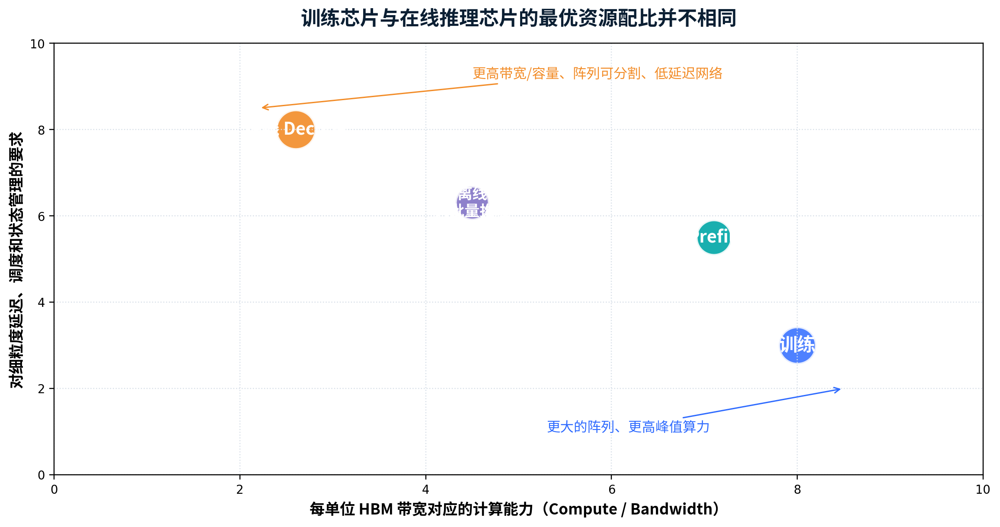 训练芯片与在线推理芯片的最优资源配比并不相同
10
8
6
4
2
0
对细粒度延迟、调度和状态管理的要求
更高带宽/容量、阵列可分割、低延迟网络
Dec
离线
量
refi
训练
更大的阵列、更高峰值算力
0
2
4
6
8
10
每单位 HBM 带宽对应的计算能力（Compute / Bandwidth）